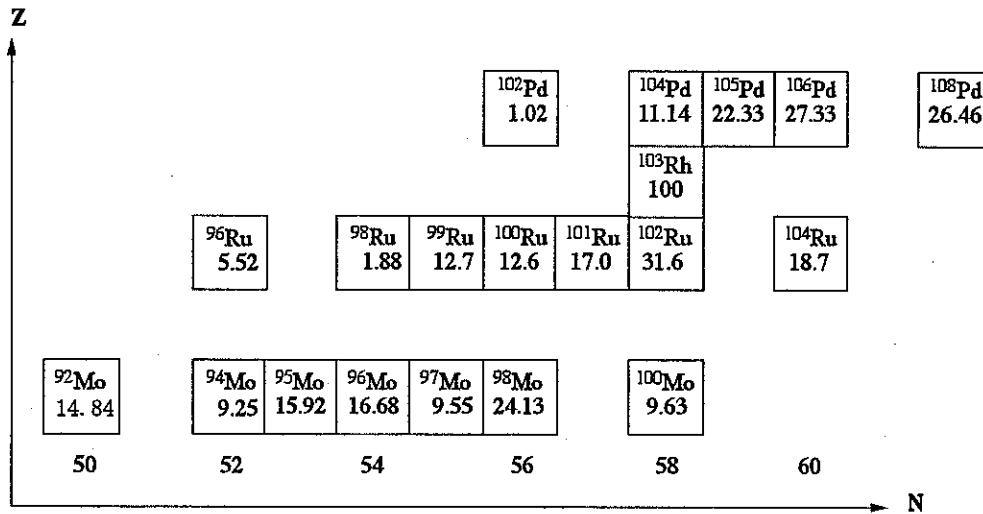 Z
¹⁰²Pd ¹⁰⁴Pd ¹⁰⁵Pd ¹⁰⁶Pd ¹⁰⁸Pd
1.02 11.14 22.33 27.33 26.46
¹⁰³Rh
100
⁹⁶Ru ⁹⁸Ru ⁹⁹Ru ¹⁰⁰Ru ¹⁰¹Ru ¹⁰²Ru ¹⁰⁴Ru
5.52 1.88 12.7 12.6 17.0 31.6 18.7
⁹²Mo ⁹⁴Mo ⁹⁵Mo ⁹⁶Mo ⁹⁷Mo ⁹⁸Mo ¹⁰⁰Mo
14.84 9.25 15.92 16.68 9.55 24.13 9.63
50 52 54 56 58 60
N